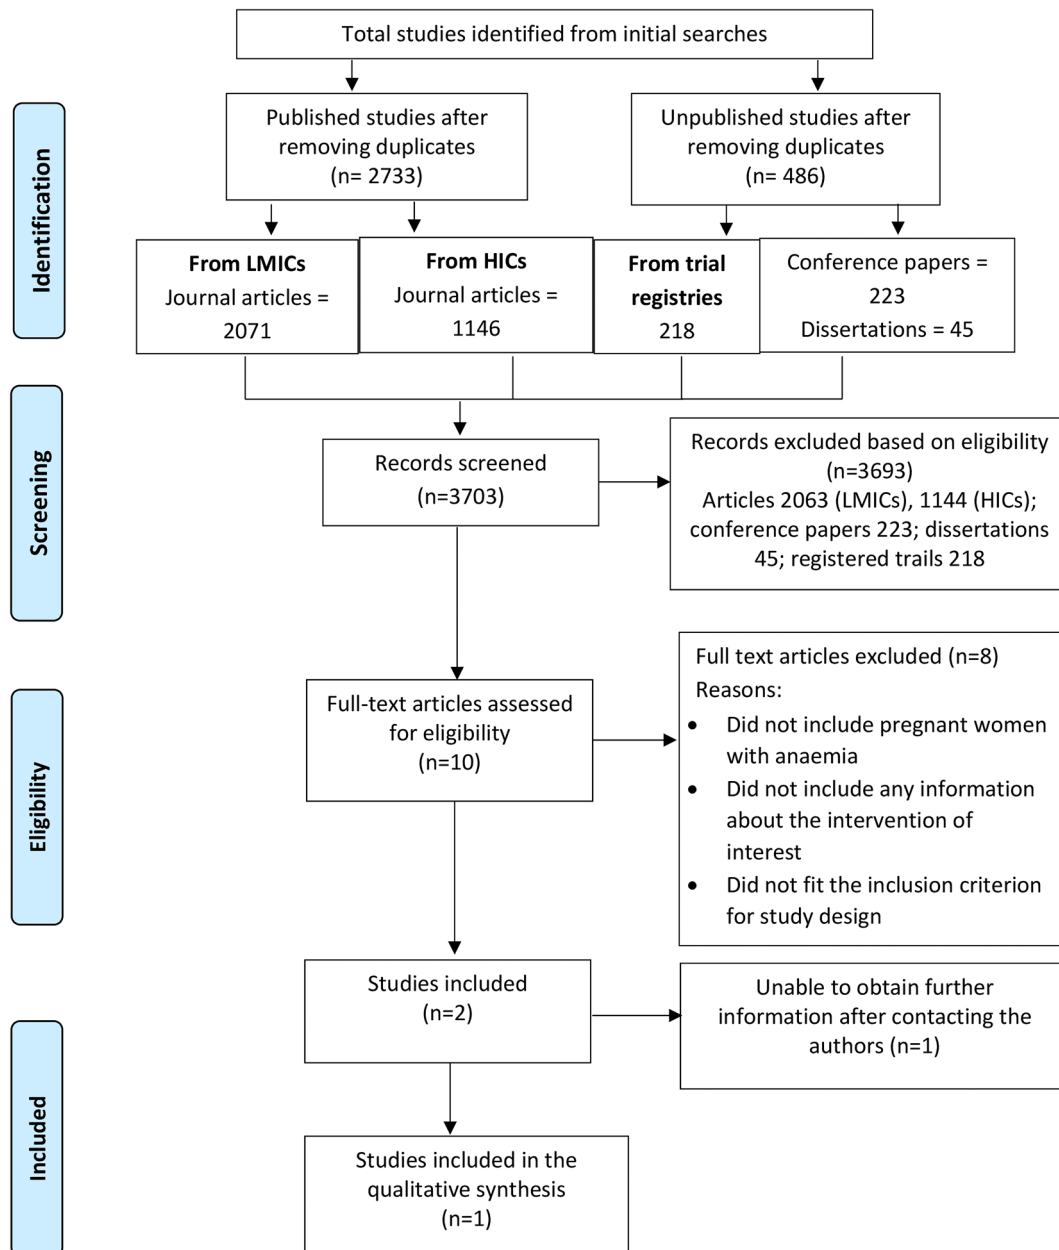 Total studies identified from initial searches
Identification
Published studies after
removing duplicates
(n= 2733)
Unpublished studies after
removing duplicates
(n= 486)
From LMICs
Journal articles =
2071
From HICs
Journal articles =
1146
From trial
registries
218
Conference papers =
223
Dissertations = 45
Screening
Records screened
(n=3703)
Records excluded based on eligibility
(n=3693)
Articles 2063 (LMICs), 1144 (HICs);
conference papers 223; dissertations
45; registered trails 218
Eligibility
Full-text articles assessed
for eligibility
(n=10)
Full text articles excluded (n=8)
Reasons:
• Did not include pregnant women
with anaemia
• Did not include any information
about the intervention of
interest
• Did not fit the inclusion criterion
for study design
Included
Studies included
(n=2)
Unable to obtain further
information after contacting the
authors (n=1)
Studies included in the
qualitative synthesis
(n=1)